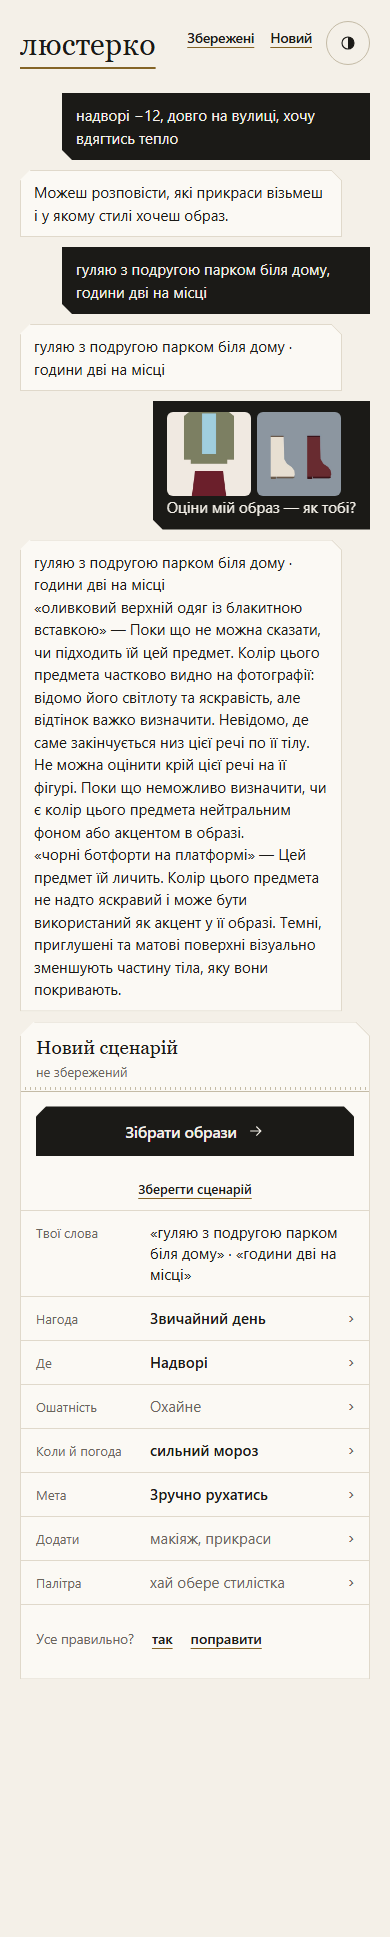 люстерко
Збережені
Новий
надворі −12, довго на вулиці, хочу
вдягтись тепло
Можеш розповісти, які прикраси візьмеш
і у якому стилі хочеш образ.
гуляю з подругою парком біля дому,
години дві на місці
гуляю з подругою парком біля дому ·
години дві на місці
Оціни мій образ — як тобі?
гуляю з подругою парком біля дому ·
години дві на місці
«оливковий верхній одяг із блакитною
вставкою» — Поки що не можна сказати,
чи підходить їй цей предмет. Колір цього
предмета частково видно на фотографії:
відомо його світлоту та яскравість, але
відтінок важко визначити. Невідомо, де
саме закінчується низ цієї речі по її тілу.
Не можна оцінити крій цієї речі на її
фігурі. Поки що неможливо визначити, чи
є колір цього предмета нейтральним
фоном або акцентом в образі.
«чорні ботфорти на платформі» — Цей
предмет їй личить. Колір цього предмета
не надто яскравий і може бути
використаний як акцент у її образі. Темні,
приглушені та матові поверхні візуально
зменшують частину тіла, яку вони
покривають.
Новий сценарій
не збережений
Зібрати образи →
Зберегти сценарій
Твої слова
«гуляю з подругою парком
біля дому» · «години дві на
місці»
Нагода Звичайний день
Де Надворі
Ошатність Охайне
Коли й погода сильний мороз
Мета Зручно рухатись
Додати макіяж, прикраси
Палітра хай обере стилістка
Усе правильно? так поправити